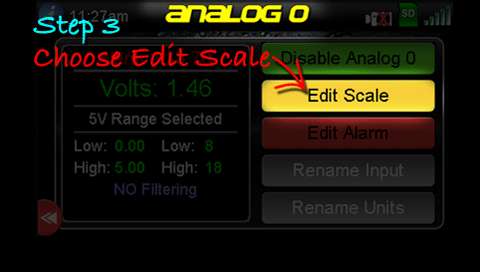 11:27am
ANALOG 0
SD
Step 3
Choose Edit Scale
Disable Analog 0
Volts: 1.46
Edit Scale
5V Range Selected
Edit Alarm
Low: 0.00 Low: 8
High: 5.00 High: 18
Rename Input
NO Filtering
Rename Units